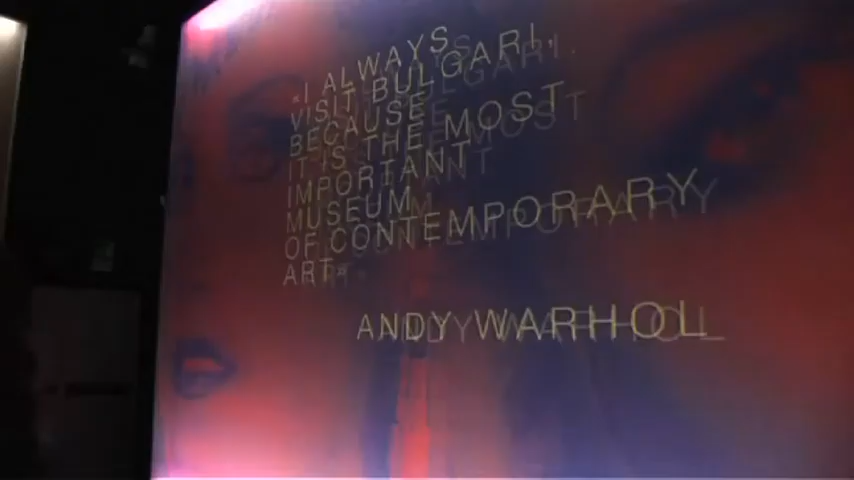 «I ALWAYS
VISIT BULGARI,
BECAUSE
IT IS THE MOST
IMPORTANT
MUSEUM
OF CONTEMPORARY
ART»
ANDY WARHOL